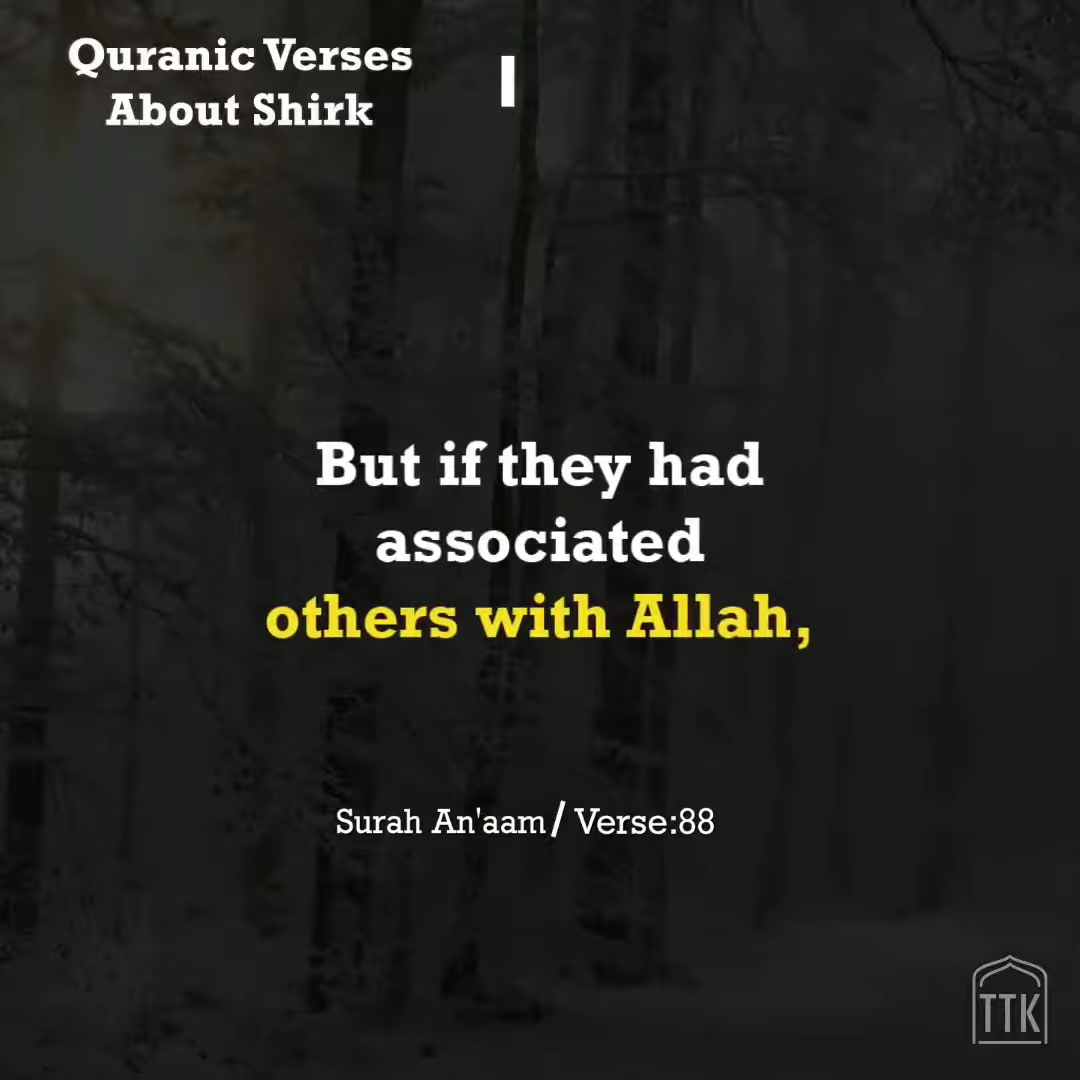 Quranic Verses
About Shirk
But if they had
associated
others with Allah,
Surah An'aam/ Verse:88
TTK